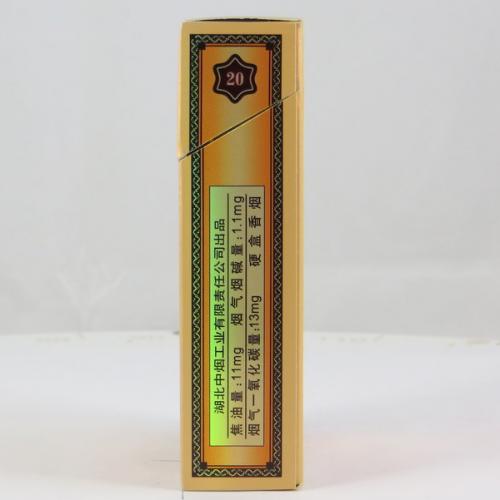 20
湖北中烟工业有限责任公司出品
焦油量:11mg 烟气烟碱量:1.1mg
烟气一氧化碳量:13mg 硬盒香烟